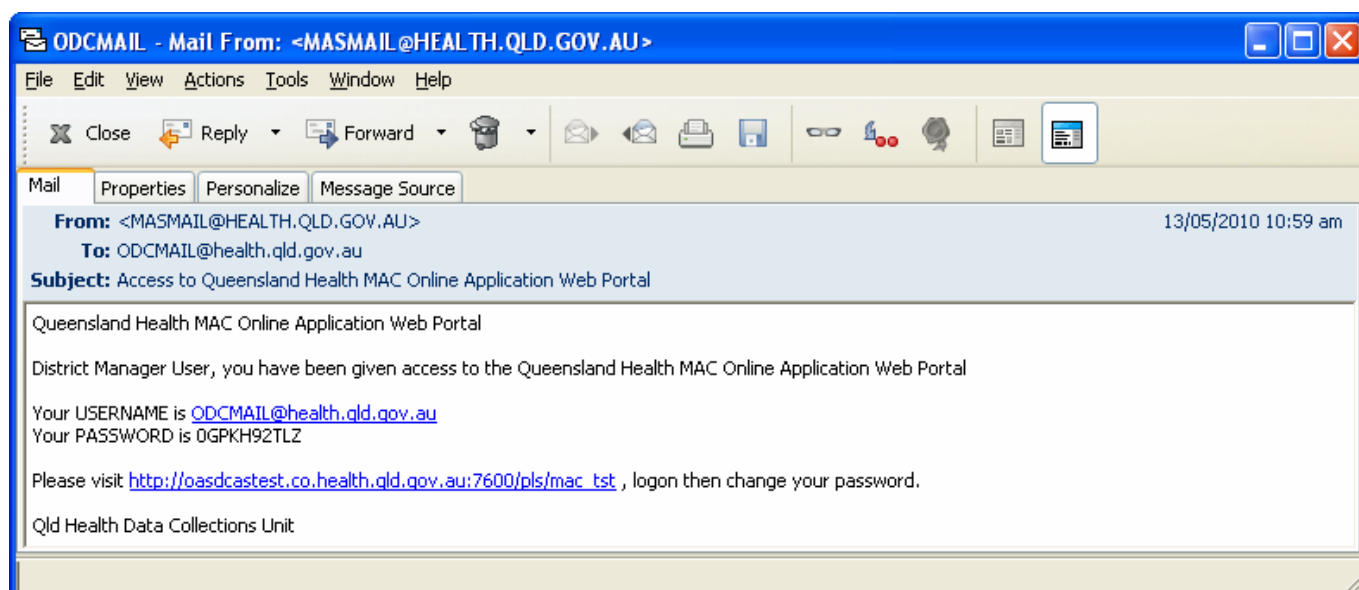 ODCMAIL - Mail From: <MASMAIL@HEALTH.QLD.GOV.AU>
File Edit View Actions Tools Window Help
Close Reply Forward
Mail Properties Personalize Message Source
From: <MASMAIL@HEALTH.QLD.GOV.AU> 13/05/2010 10:59 am
To: ODCMAIL@health.qld.gov.au
Subject: Access to Queensland Health MAC Online Application Web Portal
Queensland Health MAC Online Application Web Portal
District Manager User, you have been given access to the Queensland Health MAC Online Application Web Portal
Your USERNAME is ODCMAIL@health.qld.gov.au
Your PASSWORD is 0GPKH92TLZ
Please visit http://oasdcastest.co.health.qld.gov.au:7600/pls/mac_tst , logon then change your password.
Qld Health Data Collections Unit